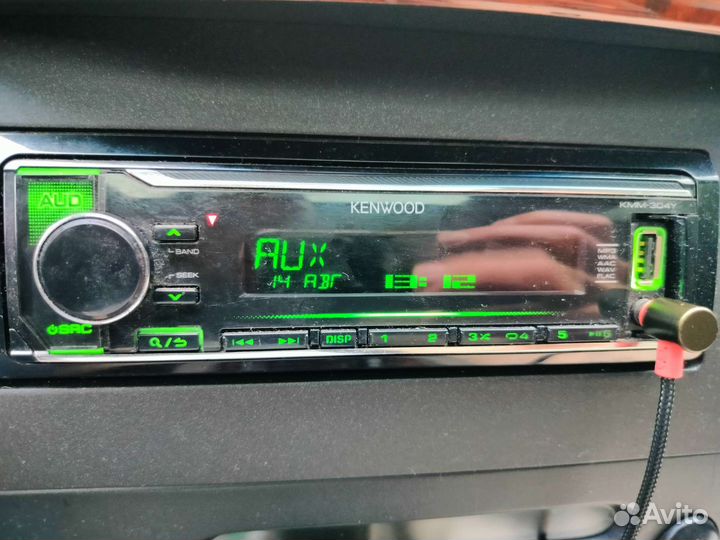 AUD
KENWOOD
KMM-304Y
BAND
SEEK
AUX
14 АВГ 13:12
MP3
WMA
AAC
WAV
FLAC
SRC
DISP
1 2
3 4
5 6
Avito